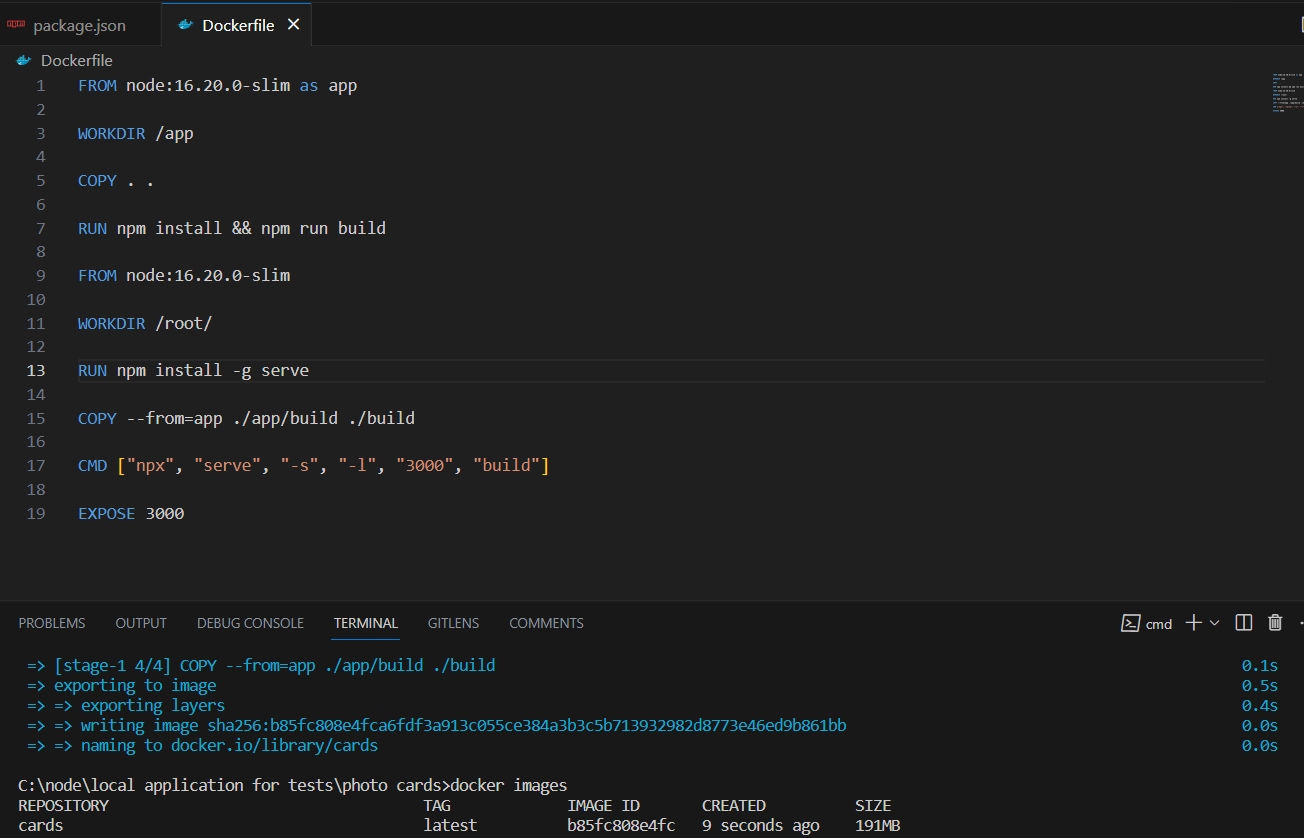 package.json Dockerfile
Dockerfile
1 FROM node:16.20.0-slim as app
2
3 WORKDIR /app
4
5 COPY . .
6
7 RUN npm install && npm run build
8
9 FROM node:16.20.0-slim
10
11 WORKDIR /root/
12
13 RUN npm install -g serve
14
15 COPY --from=app ./app/build ./build
16
17 CMD ["npx", "serve", "-s", "-l", "3000", "build"]
18
19 EXPOSE 3000
PROBLEMS OUTPUT DEBUG CONSOLE TERMINAL GITLENS COMMENTS cmd
=> [stage-1 4/4] COPY --from=app ./app/build ./build 0.1s
=> exporting to image 0.5s
=> => exporting layers 0.4s
=> => writing image sha256:b85fc808e4fca6fdf3a913c055ce384a3b3c5b713932982d8773e46ed9b861bb 0.0s
=> => naming to docker.io/library/cards 0.0s
C:\node\local application for tests\photo cards>docker images
REPOSITORY TAG IMAGE ID CREATED SIZE
cards latest b85fc808e4fc 9 seconds ago 191MB